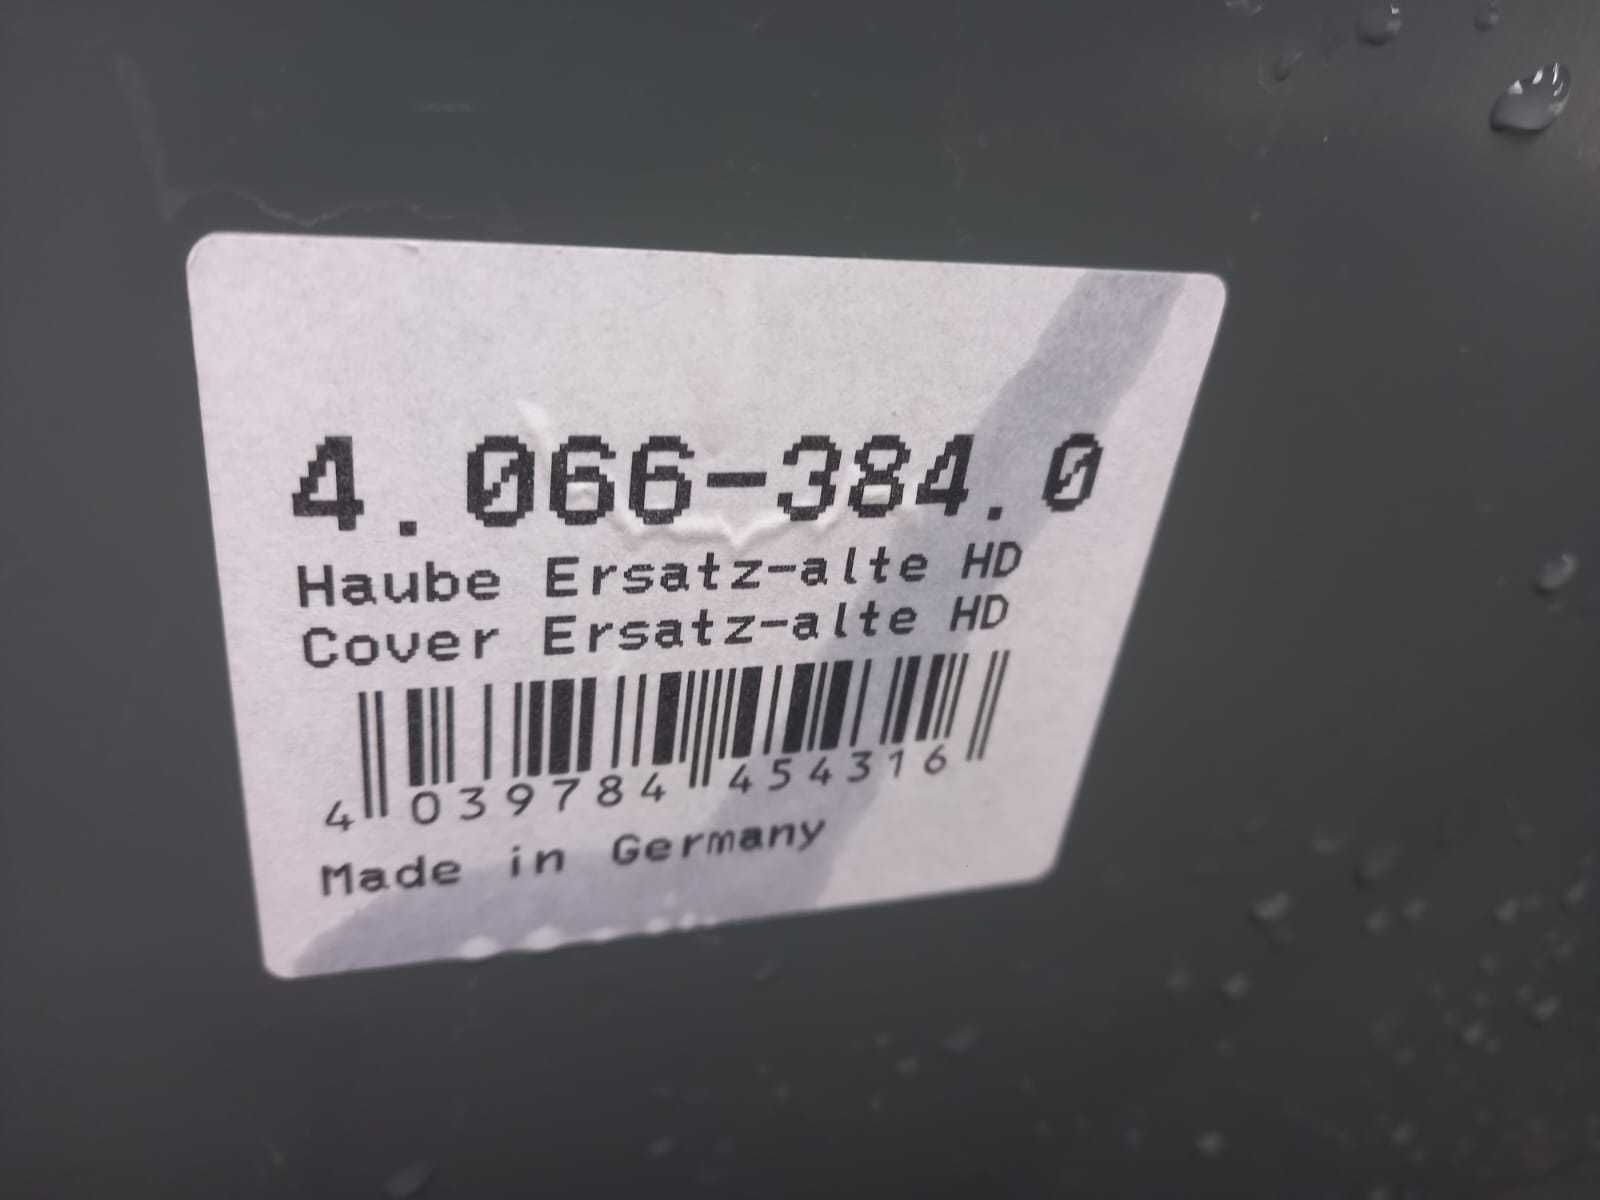 4.066-384.0
Haube Ersatz-alte HD
Cover Ersatz-alte HD
4 039784 454316
Made in Germany